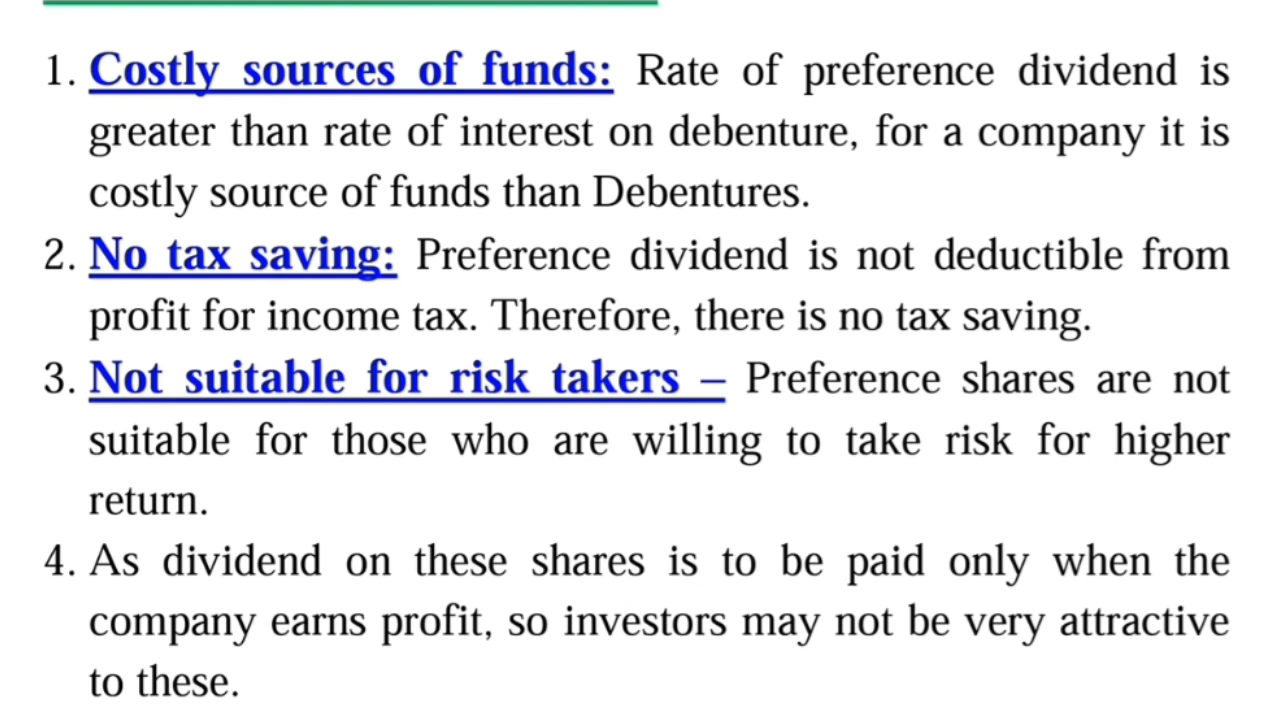 1. Costly sources of funds: Rate of preference dividend is
greater than rate of interest on debenture, for a company it is
costly source of funds than Debentures.
2. No tax saving: Preference dividend is not deductible from
profit for income tax. Therefore, there is no tax saving.
3. Not suitable for risk takers – Preference shares are not
suitable for those who are willing to take risk for higher
return.
4. As dividend on these shares is to be paid only when the
company earns profit, so investors may not be very attractive
to these.